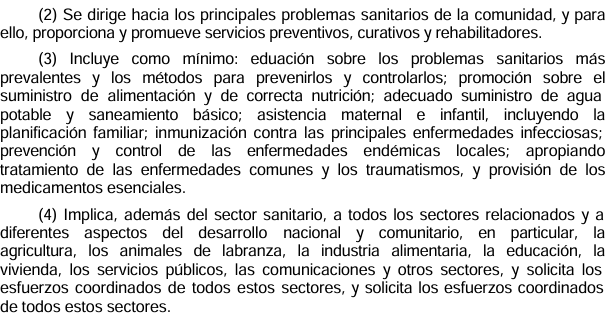 (2) Se dirige hacia los principales problemas sanitarios de la comunidad, y para
ello, proporciona y promueve servicios preventivos, curativos y rehabilitadores.
(3) Incluye como mínimo: eduación sobre los problemas sanitarios más
prevalentes y los métodos para prevenirlos y controlarlos; promoción sobre el
suministro de alimentación y de correcta nutrición; adecuado suministro de agua
potable y saneamiento básico; asistencia maternal e infantil, incluyendo la
planificación familiar; inmunización contra las principales enfermedades infecciosas;
prevención y control de las enfermedades endémicas locales; apropiando
tratamiento de las enfermedades comunes y los traumatismos, y provisión de los
medicamentos esenciales.
(4) Implica, además del sector sanitario, a todos los sectores relacionados y a
diferentes aspectos del desarrollo nacional y comunitario, en particular, la
agricultura, los animales de labranza, la industria alimentaria, la educación, la
vivienda, los servicios públicos, las comunicaciones y otros sectores, y solicita los
esfuerzos coordinados de todos estos sectores, y solicita los esfuerzos coordinados
de todos estos sectores.